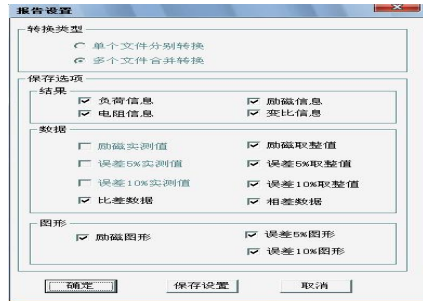 报告设置
转换类型
单个文件分别转换
多个文件合并转换
保存选项
结果
负荷信息 励磁信息
电阻信息 变比信息
数据
励磁实测值 励磁取整值
误差5%实测值 误差5%取整值
误差10%实测值 误差10%取整值
比差数据 相差数据
图形
励磁图形 误差5%图形
误差10%图形
确定 保存设置 取消